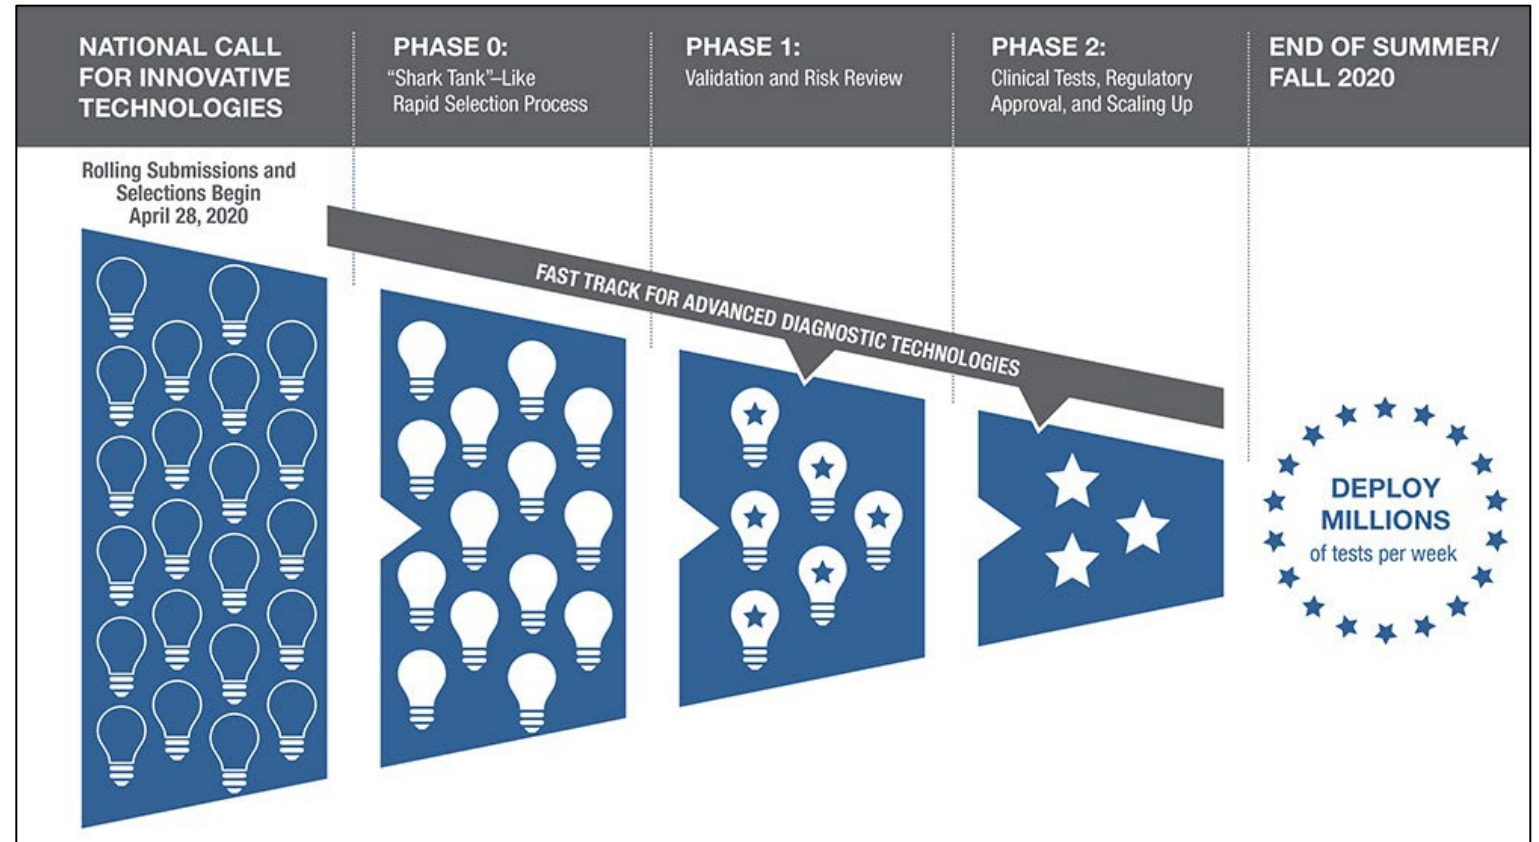 NATIONAL CALL
FOR INNOVATIVE
TECHNOLOGIES
PHASE 0:
“Shark Tank”–Like
Rapid Selection Process
PHASE 1:
Validation and Risk Review
PHASE 2:
Clinical Tests, Regulatory
Approval, and Scaling Up
END OF SUMMER/
FALL 2020
Rolling Submissions and
Selections Begin
April 28, 2020
FAST TRACK FOR ADVANCED DIAGNOSTIC TECHNOLOGIES
DEPLOY
MILLIONS
of tests per week